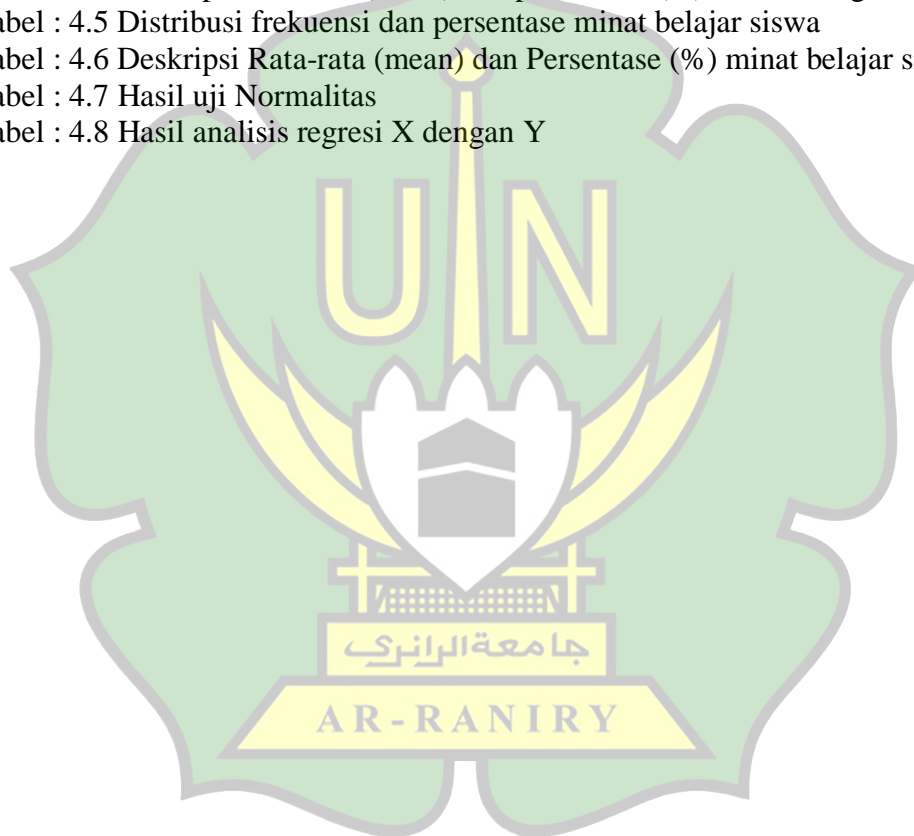 abel : 4.5 Distribusi frekuensi dan persentase minat belajar siswa
abel : 4.6 Deskripsi Rata-rata (mean) dan Persentase (%) minat belajar s
abel : 4.7 Hasil uji Normalitas
abel : 4.8 Hasil analisis regresi X dengan Y
UIN
جامعة الرانري
AR-RANIRY